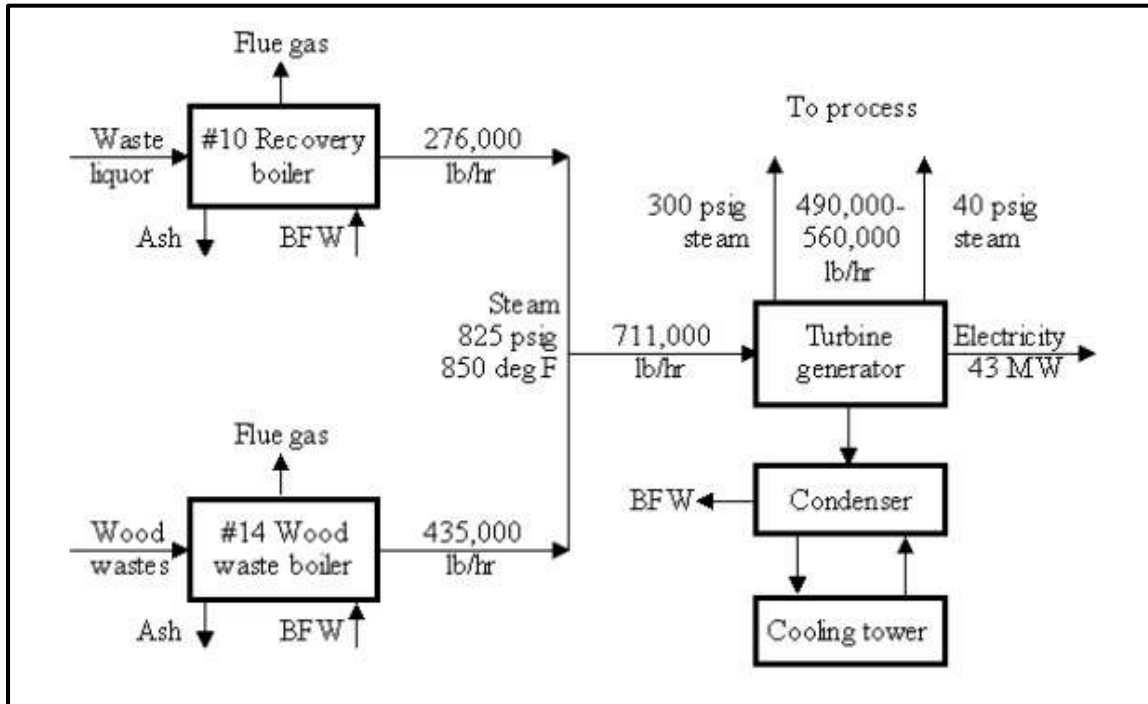 Flue gas
Waste
liquor
#10 Recovery
boiler
276,000
lb/hr
Ash
BFW
To process
300 psig
steam
490,000-
560,000
lb/hr
40 psig
steam
Steam
825 psig
850 deg F
711,000
lb/hr
Turbine
generator
Electricity
43 MW
Flue gas
Wood
wastes
#14 Wood
waste boiler
435,000
lb/hr
Ash
BFW
BFW
Condenser
Cooling tower